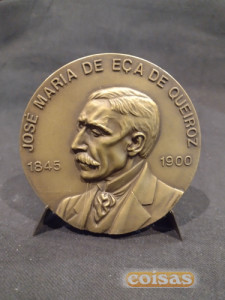 JOSÉ MARIA DE EÇA DE QUEIROZ
1845
1900
coisas